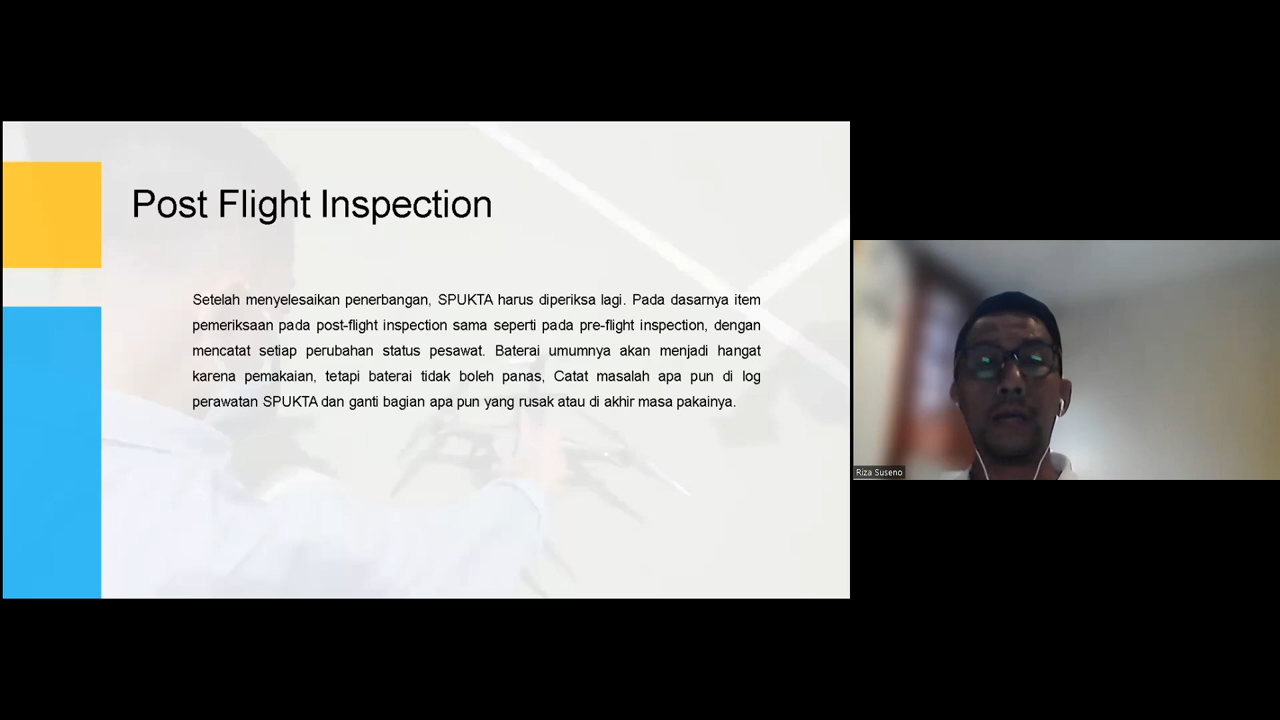 Post Flight Inspection
Setelah menyelesaikan penerbangan, SPUKTA harus diperiksa lagi. Pada dasarnya item
pemeriksaan pada post-flight inspection sama seperti pada pre-flight inspection, dengan
mencatat setiap perubahan status pesawat. Baterai umumnya akan menjadi hangat
karena pemakaian, tetapi baterai tidak boleh panas, Catat masalah apa pun di log
perawatan SPUKTA dan ganti bagian apa pun yang rusak atau di akhir masa pakainya.
Riza Suseno